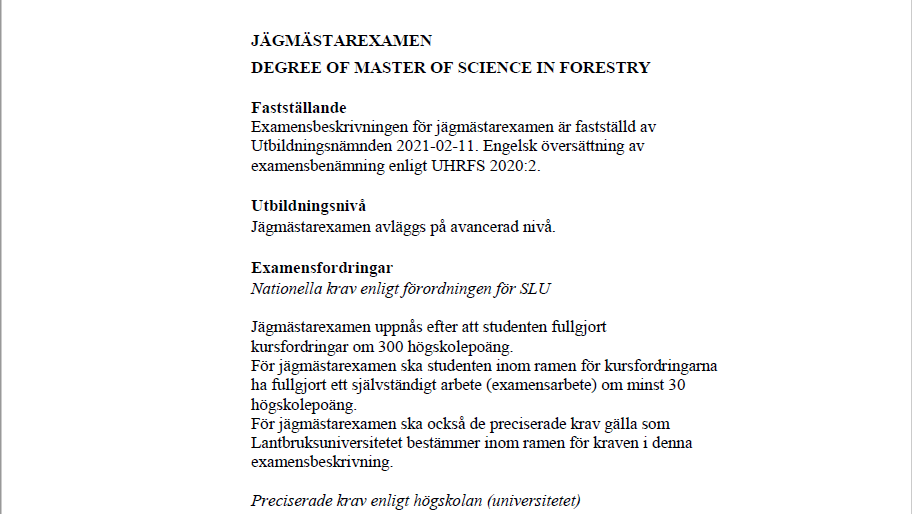 JÄGMÄSTAREXAMEN
DEGREE OF MASTER OF SCIENCE IN FORESTRY
Fastställande
Examensbeskrivningen för jägmästarexamen är fastställd av
Utbildningsnämnden 2021-02-11. Engelsk översättning av
examensbenämning enligt UHRFS 2020:2.
Utbildningsnivå
Jägmästarexamen avläggs på avancerad nivå.
Examensfordringar
Nationella krav enligt förordningen för SLU
Jägmästarexamen uppnås efter att studenten fullgjort
kursfordringar om 300 högskolepoäng.
För jägmästarexamen ska studenten inom ramen för kursfordringarna
ha fullgjort ett självständigt arbete (examensarbete) om minst 30
högskolepoäng.
För jägmästarexamen ska också de preciserade krav gälla som
Lantbruksuniversitetet bestämmer inom ramen för kraven i denna
examensbeskrivning.
Preciserade krav enligt högskolan (universitetet)